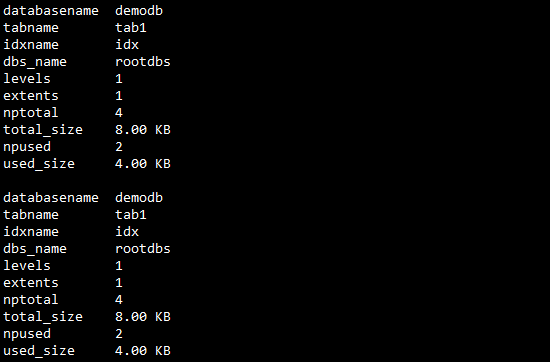 databasename  demodb
tabname       tab1
idxname       idx
dbs_name      rootdbs
levels        1
extents       1
nptotal       4
total_size    8.00 KB
npused        2
used_size     4.00 KB

databasename  demodb
tabname       tab1
idxname       idx
dbs_name      rootdbs
levels        1
extents       1
nptotal       4
total_size    8.00 KB
npused        2
used_size     4.00 KB